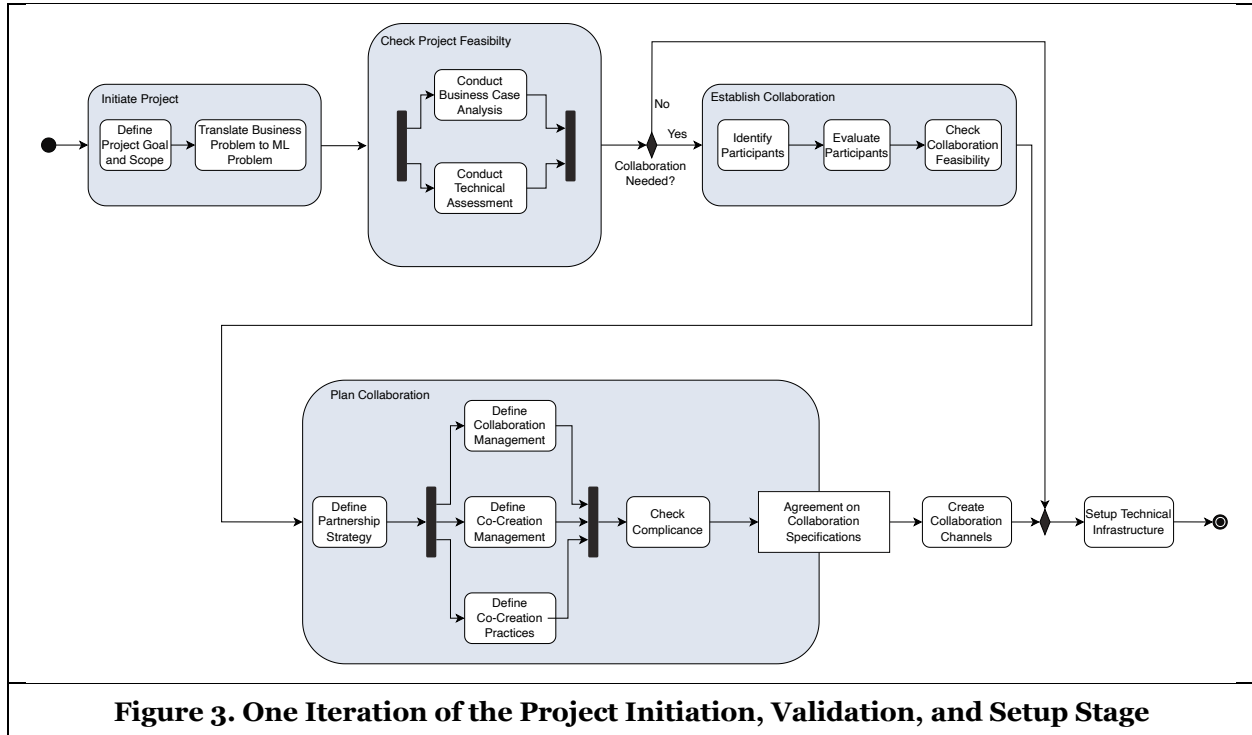 Initiate Project
Define
Project Goal
and Scope
Translate Business
Problem to ML
Problem
Check Project Feasibilty
Conduct
Business Case
Analysis
Conduct
Technical
Assessment
No
Yes
Collaboration
Needed?
Establish Collaboration
Identify
Participants
Evaluate
Participants
Check
Collaboration
Feasibility
Plan Collaboration
Define
Partnership
Strategy
Define
Collaboration
Management
Define
Co-Creation
Management
Define
Co-Creation
Practices
Check
Complicance
Agreement on
Collaboration
Specifications
Create
Collaboration
Channels
Setup Technical
Infrastructure
Figure 3. One Iteration of the Project Initiation, Validation, and Setup Stage